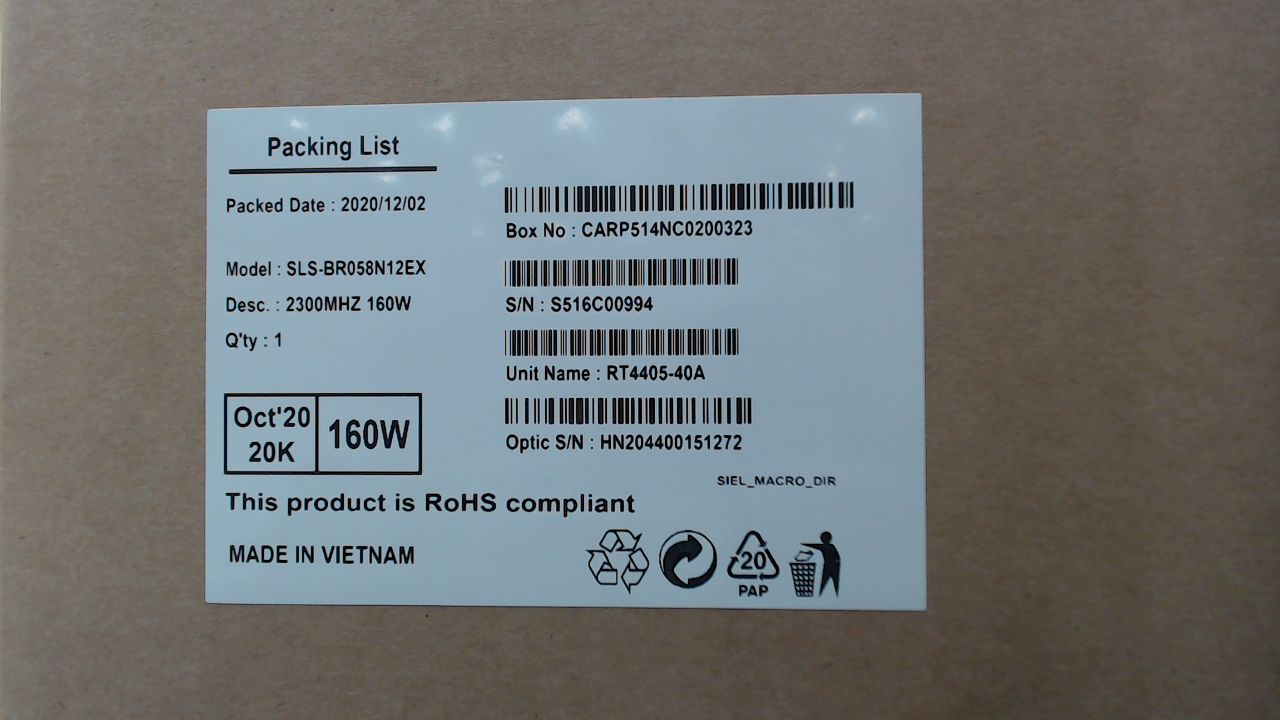 Packing List
Packed Date : 2020/12/02
Box No : CARP514NC0200323
Model : SLS-BR058N12EX
Desc. : 2300MHZ 160W
S/N : S516C00994
Q'ty : 1
Unit Name : RT4405-40A
Oct'20
20K
160W
Optic S/N : HN204400151272
SIEL_MACRO_DIR
This product is RoHS compliant
MADE IN VIETNAM
20
PAP